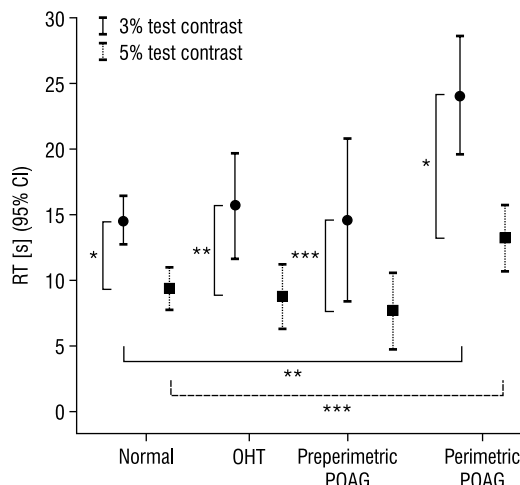 30
25
20
15
10
5
0
RT [s] (95% CI)
3% test contrast
5% test contrast
*
**
***
*
**
***
Normal
OHT
Preperimetric
POAG
Perimetric
POAG